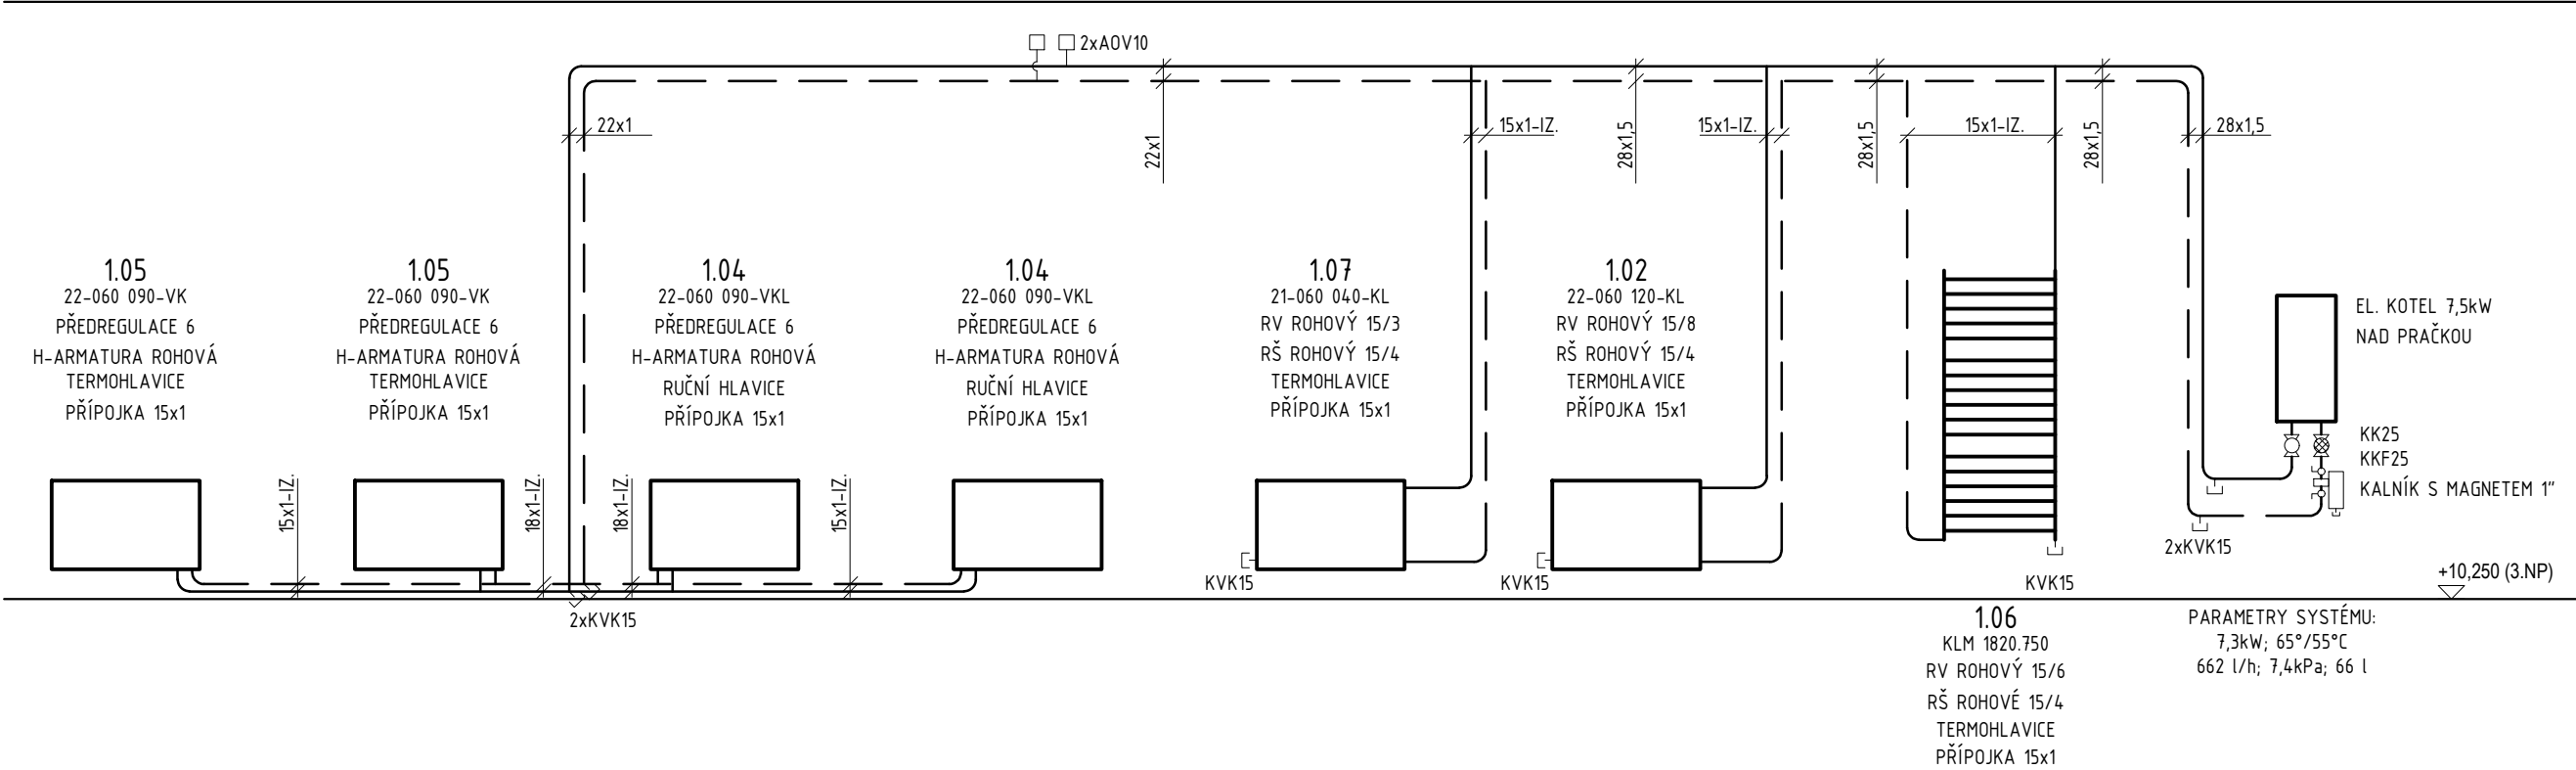 2xAOV10
22x1
22x1
15x1-IZ.
28x1,5
15x1-IZ.
28x1,5
15x1-IZ.
28x1,5
28x1,5
1.05
22-060 090-VK
PŘEDREGULACE 6
H-ARMATURA ROHOVÁ
TERMOHLAVICE
PŘÍPOJKA 15x1
1.05
22-060 090-VK
PŘEDREGULACE 6
H-ARMATURA ROHOVÁ
TERMOHLAVICE
PŘÍPOJKA 15x1
1.04
22-060 090-VKL
PŘEDREGULACE 6
H-ARMATURA ROHOVÁ
RUČNÍ HLAVICE
PŘÍPOJKA 15x1
1.04
22-060 090-VKL
PŘEDREGULACE 6
H-ARMATURA ROHOVÁ
RUČNÍ HLAVICE
PŘÍPOJKA 15x1
1.07
21-060 040-KL
RV ROHOVÝ 15/3
RŠ ROHOVÝ 15/4
TERMOHLAVICE
PŘÍPOJKA 15x1
1.02
22-060 120-KL
RV ROHOVÝ 15/8
RŠ ROHOVÝ 15/4
TERMOHLAVICE
PŘÍPOJKA 15x1
EL. KOTEL 7,5kW
NAD PRAČKOU
KK25
KKF25
KALNÍK S MAGNETEM 1"
15x1-IZ.
18x1-IZ.
18x1-IZ.
15x1-IZ.
2xKVK15
KVK15
KVK15
KVK15
2xKVK15
+10,250 (3.NP)
1.06
KLM 1820.750
RV ROHOVÝ 15/6
RŠ ROHOVÉ 15/4
TERMOHLAVICE
PŘÍPOJKA 15x1
PARAMETRY SYSTÉMU:
7,3kW; 65°/55°C
662 l/h; 7,4kPa; 66 l